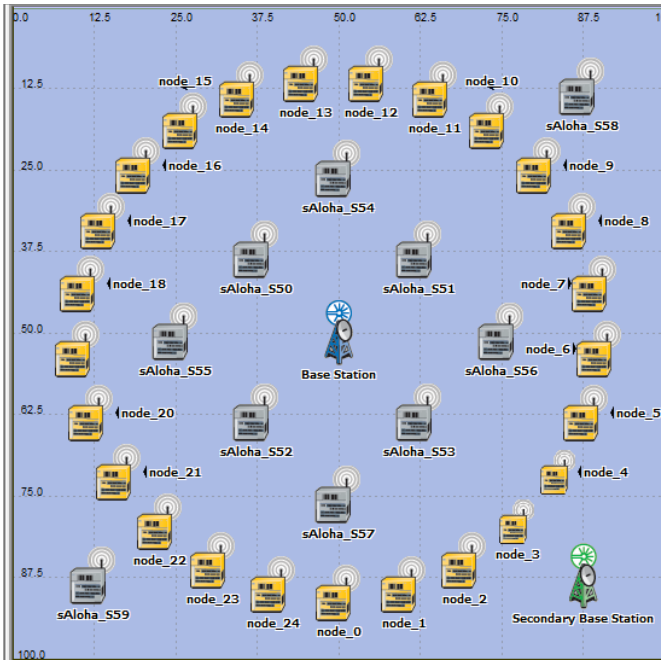 0.0 12.5 25.0 37.5 50.0 62.5 75.0 87.5
node_15
node_10
12.5
node_13
node_12
sAloha_S58
node_14
node_11
node_16
node_9
25.0
sAloha_S54
node_17
node_8
37.5
sAloha_S50
sAloha_S51
node_18
node_7
50.0
node_6
sAloha_S55
Base Station
sAloha_S56
62.5
node_20
node_5
sAloha_S52
sAloha_S53
node_21
node_4
75.0
sAloha_S57
node_3
node_22
87.5
node_23
node_2
sAloha_S59
node_24
node_0
node_1
Secondary Base Station
100.0